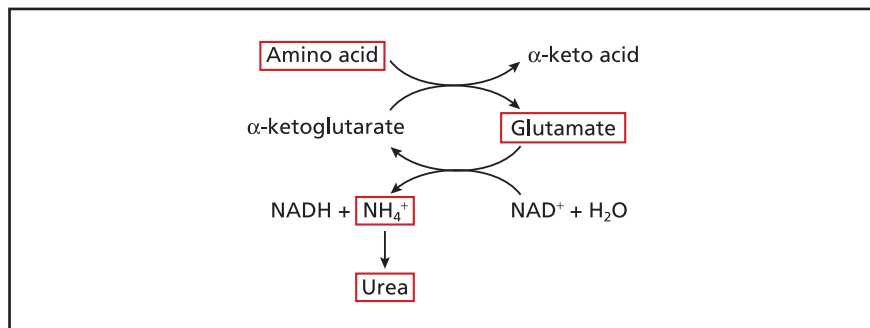 Amino acid α-keto acid
α-ketoglutarate Glutamate
NADH + NH₄⁺ NAD⁺ + H₂O
Urea